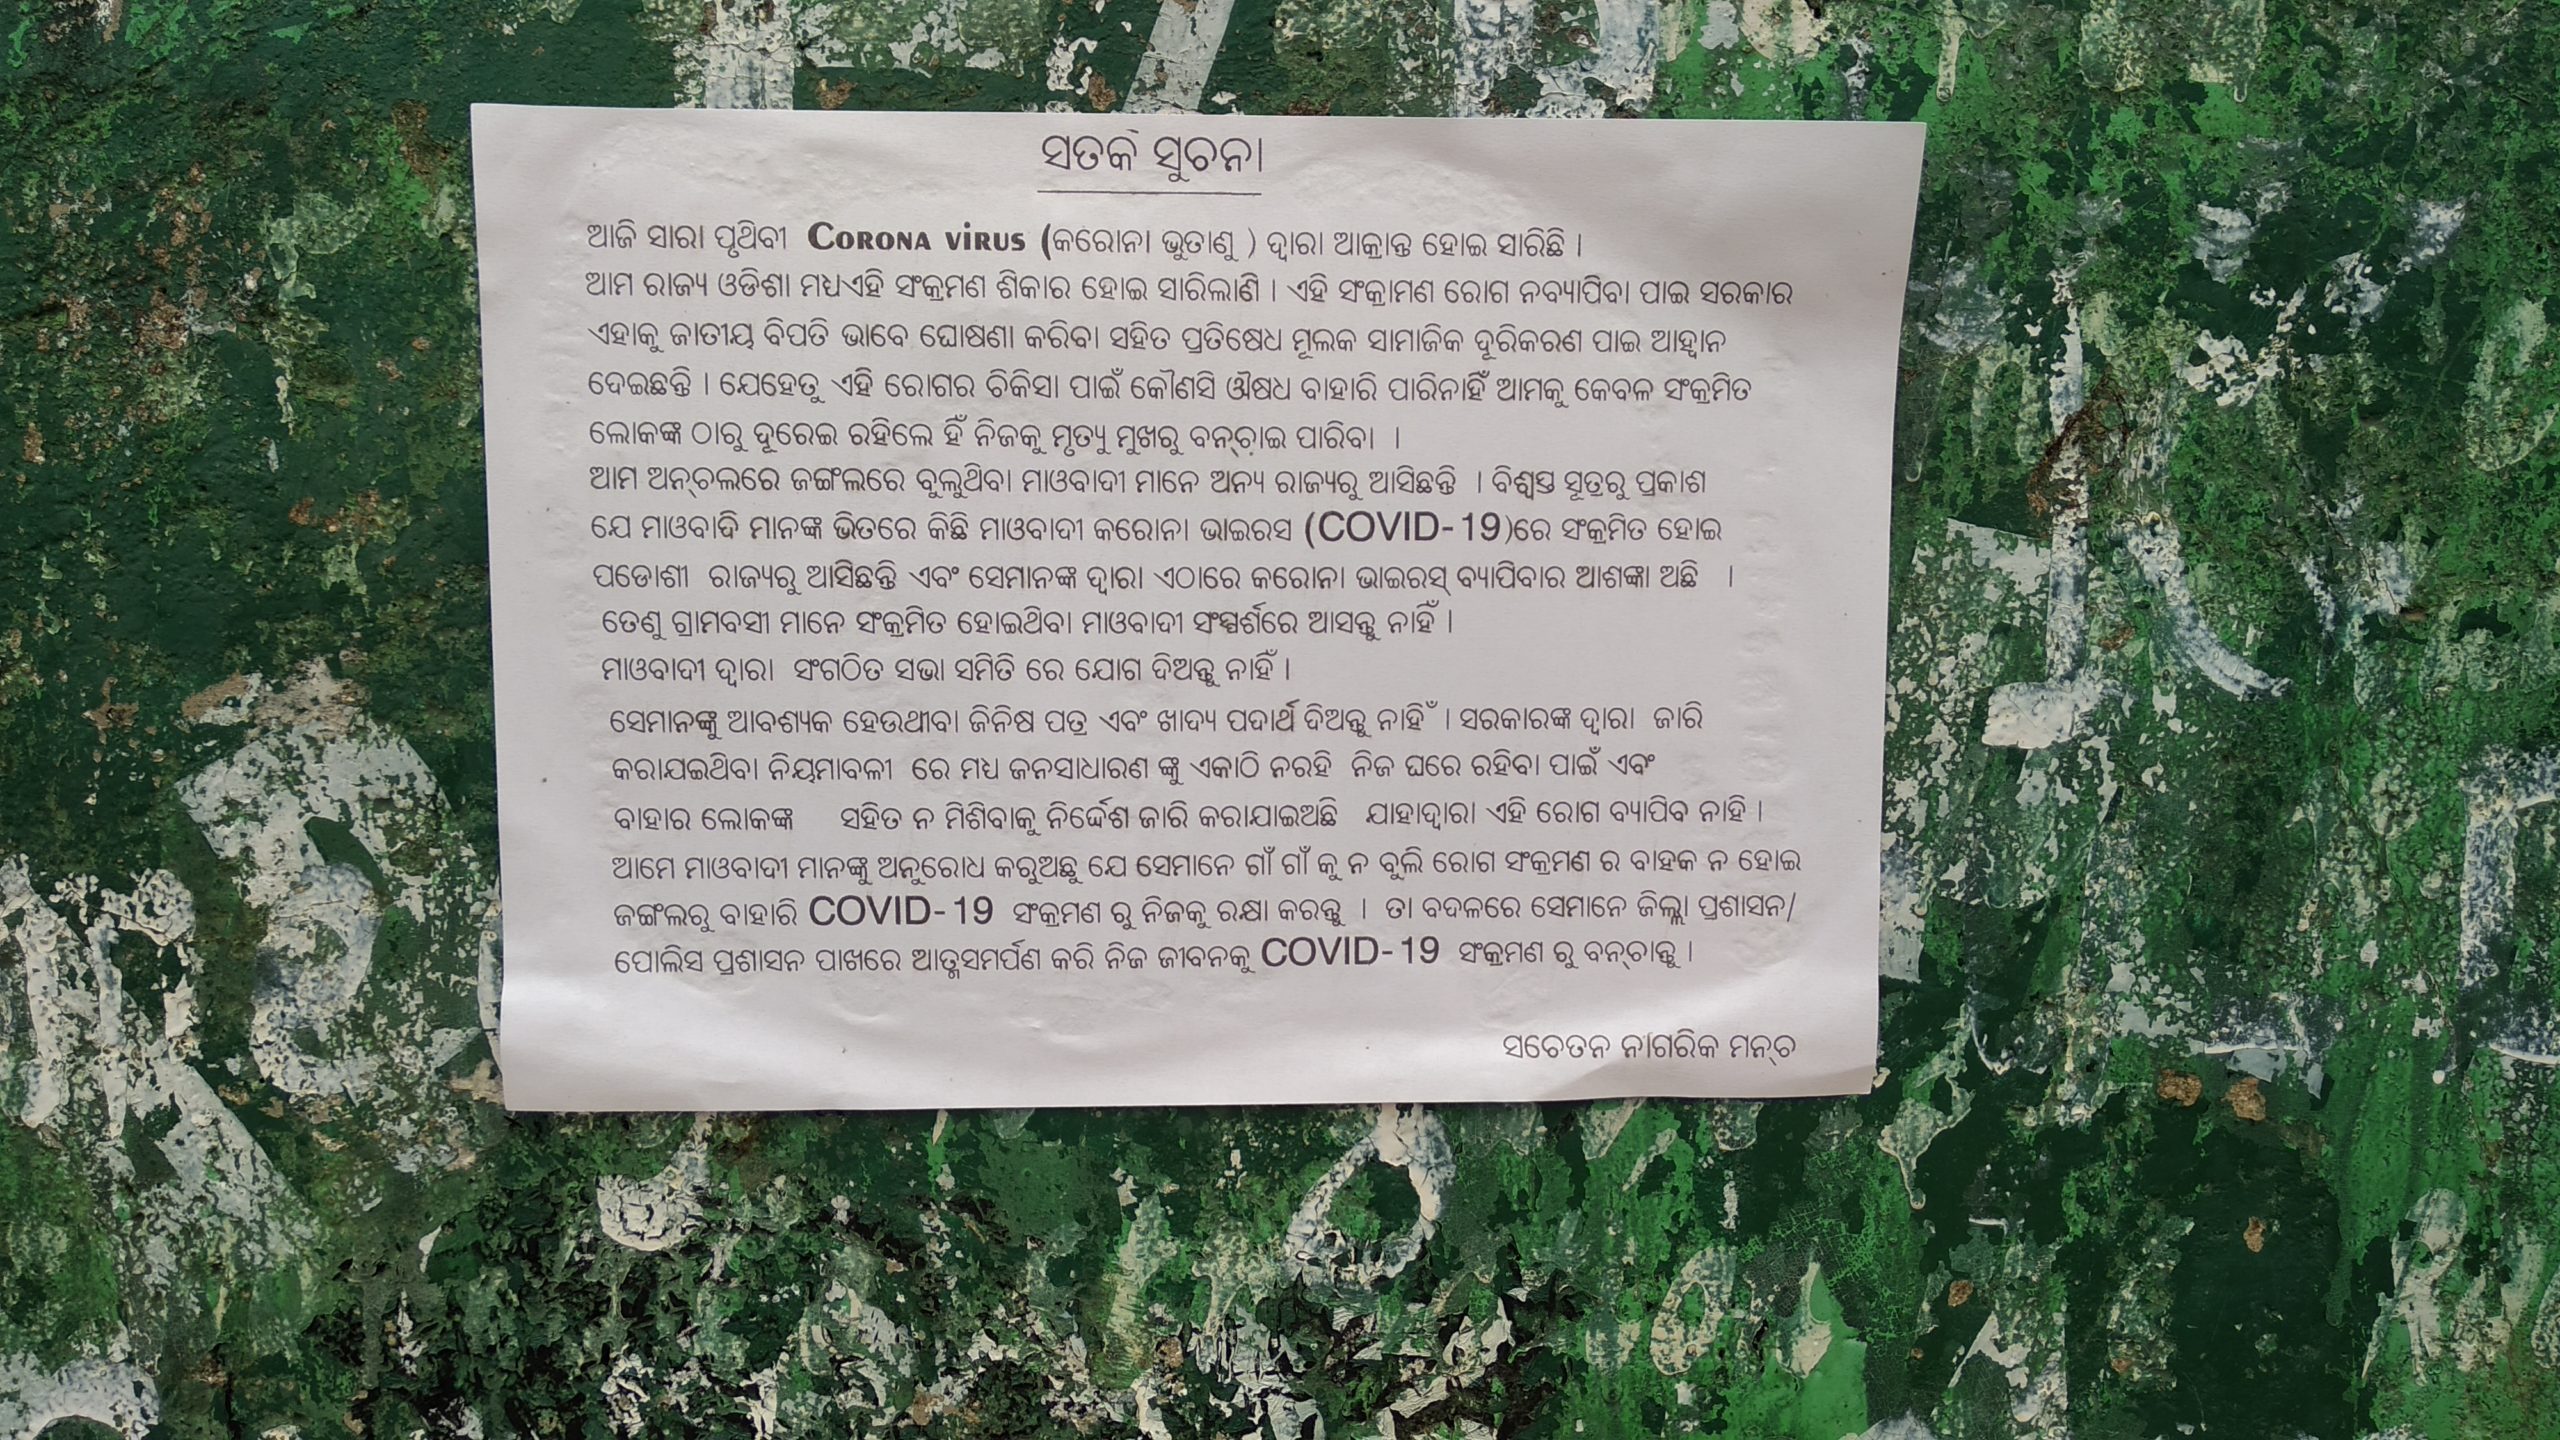 ସତର୍କ ସୁଚନା
ଆଜି ସାରା ପୃଥିବୀ CORONA VIRUS (କରୋନା ଭୁତାଣୁ ) ଦ୍ୱାରା ଆକ୍ରାନ୍ତ ହୋଇ ସାରିଛି ।
ଆମ ରାଜ୍ୟ ଓଡିଶା ମଧ୍ୟଏହି ସଂକ୍ରମଣ ଶିକାର ହୋଇ ସାରିଲାଣି । ଏହି ସଂକ୍ରାମଣ ରୋଗ ନବ୍ୟାପିବା ପାଇ ସରକାର
ଏହାକୁ ଜାତୀୟ ବିପତି ଭାବେ ଘୋଷଣା କରିବା ସହିତ ପ୍ରତିଷେଧ ମୂଲକ ସାମାଜିକ ଦୂରିକରଣ ପାଇ ଆହ୍ୱାନ
ଦେଇଛନ୍ତି । ଯେହେତୁ ଏହି ରୋଗର ଚିକିସା ପାଇଁ କୌଣସି ଔଷଧ ବାହାରି ପାରିନାହିଁ ଆମକୁ କେବଳ ସଂକ୍ରମିତ
ଲୋକଙ୍କ ଠାରୁ ଦୂରେଇ ରହିଲେ ହିଁ ନିଜକୁ ମୃତ୍ୟୁ ମୁଖରୁ ବନ୍‌ଚ଼ାଇ ପାରିବା ।
ଆମ ଅନ୍‌ଚଲରେ ଜଙ୍ଗଲରେ ବୁଲୁଥିବା ମାଓବାଦୀ ମାନେ ଅନ୍ୟ ରାଜ୍ୟରୁ ଆସିଛନ୍ତି । ବିଶ୍ୱସ୍ତ ସୂତ୍ରରୁ ପ୍ରକାଶ
ଯେ ମାଓବାଦି ମାନଙ୍କ ଭିତରେ କିଛି ମାଓବାଦୀ କରୋନା ଭାଇରସ (COVID-19)ରେ ସଂକ୍ରମିତ ହୋଇ
ପଡୋଶୀ ରାଜ୍ୟରୁ ଆସିଛନ୍ତି ଏବଂ ସେମାନଙ୍କ ଦ୍ୱାରା ଏଠାରେ କରୋନା ଭାଇରସ୍ ବ୍ୟାପିବାର ଆଶଙ୍କା ଅଛି ।
ତେଣୁ ଗ୍ରାମବସୀ ମାନେ ସଂକ୍ରମିତ ହୋଇଥିବା ମାଓବାଦୀ ସଂସ୍ପର୍ଶରେ ଆସନ୍ତୁ ନାହିଁ ।
ମାଓବାଦୀ ଦ୍ୱାରା ସଂଗଠିତ ସଭା ସମିତି ରେ ଯୋଗ ଦିଅନ୍ତୁ ନାହିଁ ।
ସେମାନଙ୍କୁ ଆବଶ୍ୟକ ହେଉଥୀବା ଜିନିଷ ପତ୍ର ଏବଂ ଖାଦ୍ୟ ପଦାର୍ଥ ଦିଅନ୍ତୁ ନାହିଁ । ସରକାରଙ୍କ ଦ୍ୱାରା ଜାରି
କରାଯଇଥିବା ନିୟମାବଳୀ ରେ ମଧ୍ୟ ଜନସାଧାରଣ ଙ୍କୁ ଏକାଠି ନରହି ନିଜ ଘରେ ରହିବା ପାଇଁ ଏବଂ
ବାହାର ଲୋକଙ୍କ ସହିତ ନ ମିଶିବାକୁ ନିର୍ଦ୍ଦେଶ ଜାରି କରାଯାଇଅଛି ଯାହାଦ୍ୱାରା ଏହି ରୋଗ ବ୍ୟାପିବ ନାହି ।
ଆମେ ମାଓବାଦୀ ମାନଙ୍କୁ ଅନୁରୋଧ କରୁଅଛୁ ଯେ ସେମାନେ ଗାଁ ଗାଁ କୁ ନ ବୁଲି ରୋଗ ସଂକ୍ରମଣ ର ବାହକ ନ ହୋଇ
ଜଙ୍ଗଲରୁ ବାହାରି COVID-19 ସଂକ୍ରମଣ ରୁ ନିଜକୁ ରକ୍ଷା କରନ୍ତୁ । ତା ବଦଳରେ ସେମାନେ ଜିଲ୍ଲା ପ୍ରଶାସନ/
ପୋଲିସ ପ୍ରଶାସନ ପାଖରେ ଆତ୍ମସମର୍ପଣ କରି ନିଜ ଜୀବନକୁ COVID-19 ସଂକ୍ରମଣ ରୁ ବନ୍‌ଚାନ୍ତୁ ।
ସଚେତନ ନାଗରିକ ମନ୍‌ଚ